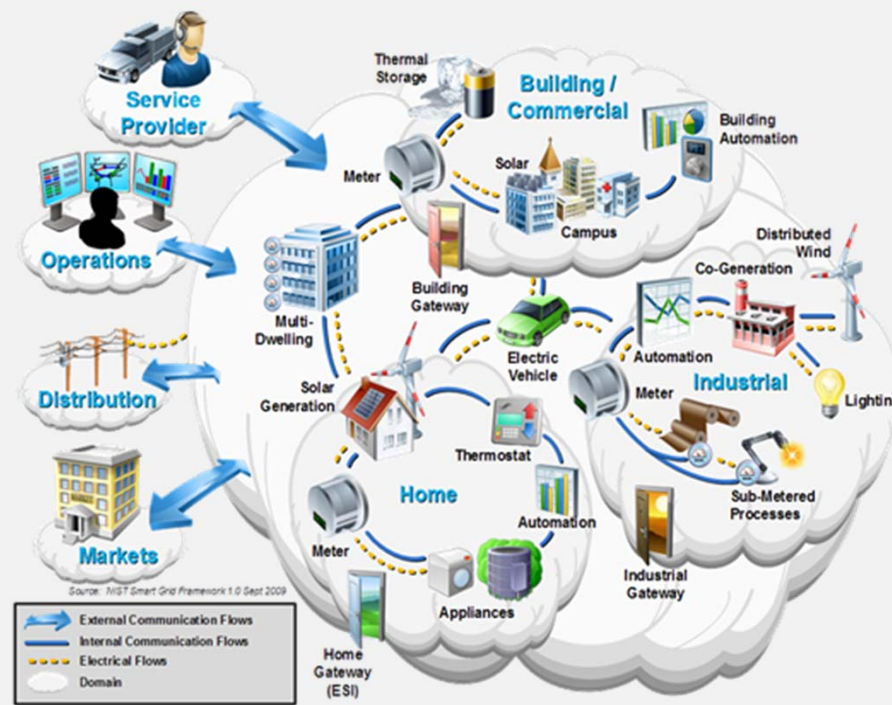 Service
Provider
Operations
Distribution
Markets
Thermal
Storage
Building /
Commercial
Building
Automation
Meter
Solar
Campus
Building
Gateway
Multi-
Dwelling
Electric
Vehicle
Distributed
Wind
Co-Generation
Automation
Industrial
Meter
Lightin
Sub-Metered
Processes
Industrial
Gateway
Solar
Generation
Thermostat
Home
Automation
Meter
Appliances
Home
Gateway
(ESI)
Source: NIST Smart Grid Framework 1.0 Sept 2009
External Communication Flows
Internal Communication Flows
Electrical Flows
Domain